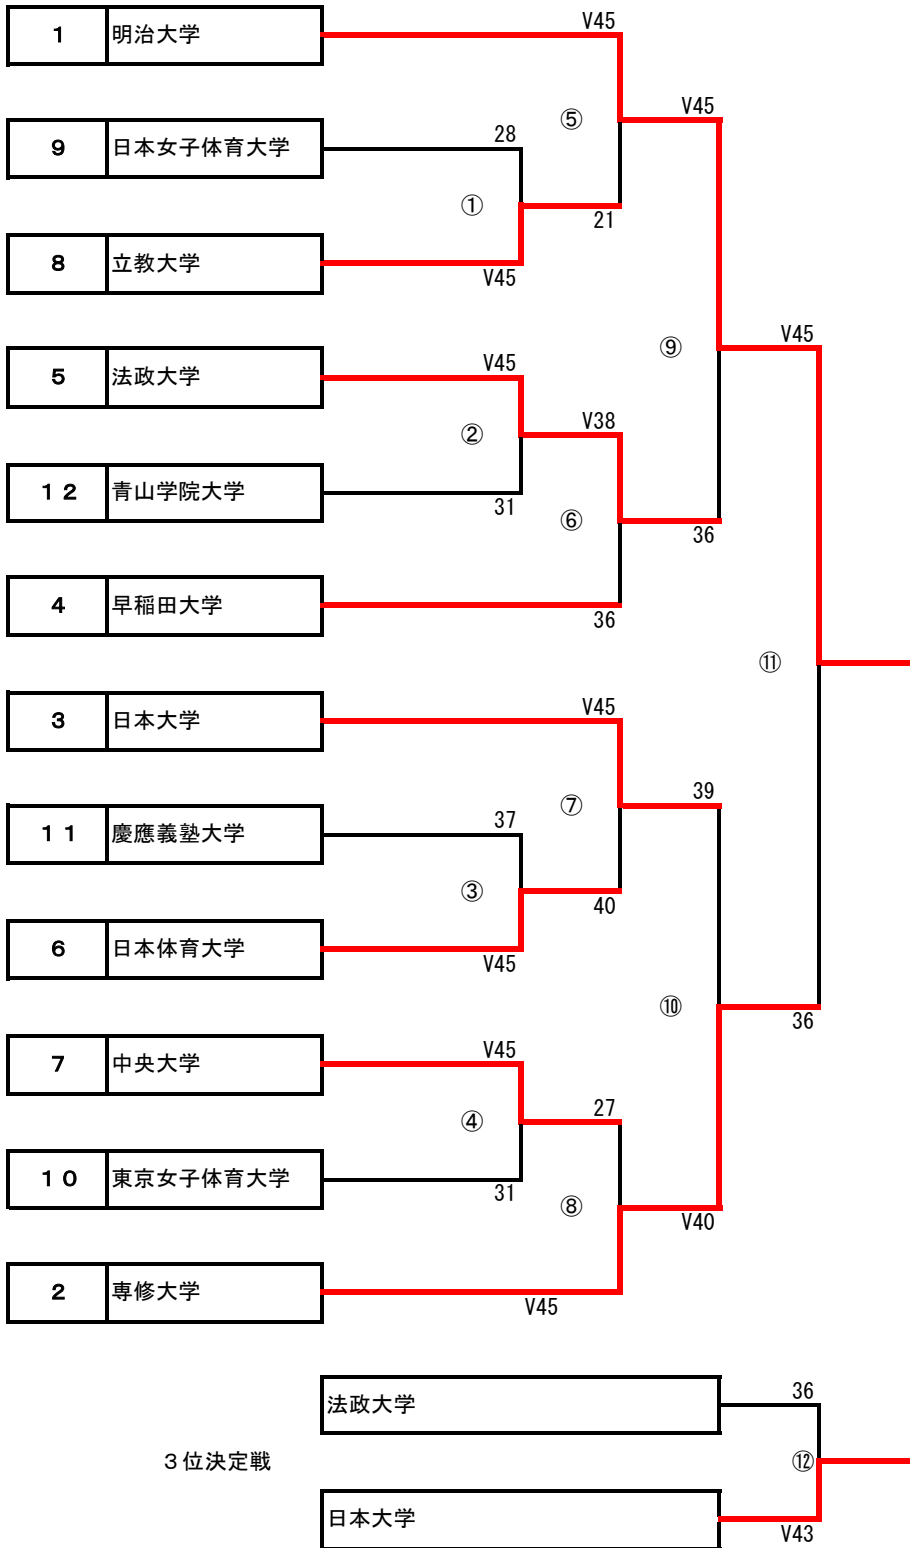 V45
１ 明治大学
V45
⑤
28
９ 日本女子体育大学
①
21
８ 立教大学
V45
V45
⑨
V45
５ 法政大学
V38
②
１２ 青山学院大学
31
⑥
36
４ 早稲田大学
36
⑪
V45
３ 日本大学
39
⑦
37
１１ 慶應義塾大学
③
40
６ 日本体育大学
V45
⑩
36
V45
７ 中央大学
27
④
１０ 東京女子体育大学
31
⑧
V40
２ 専修大学
V45
36
法政大学
３位決定戦
⑫
日本大学
V43